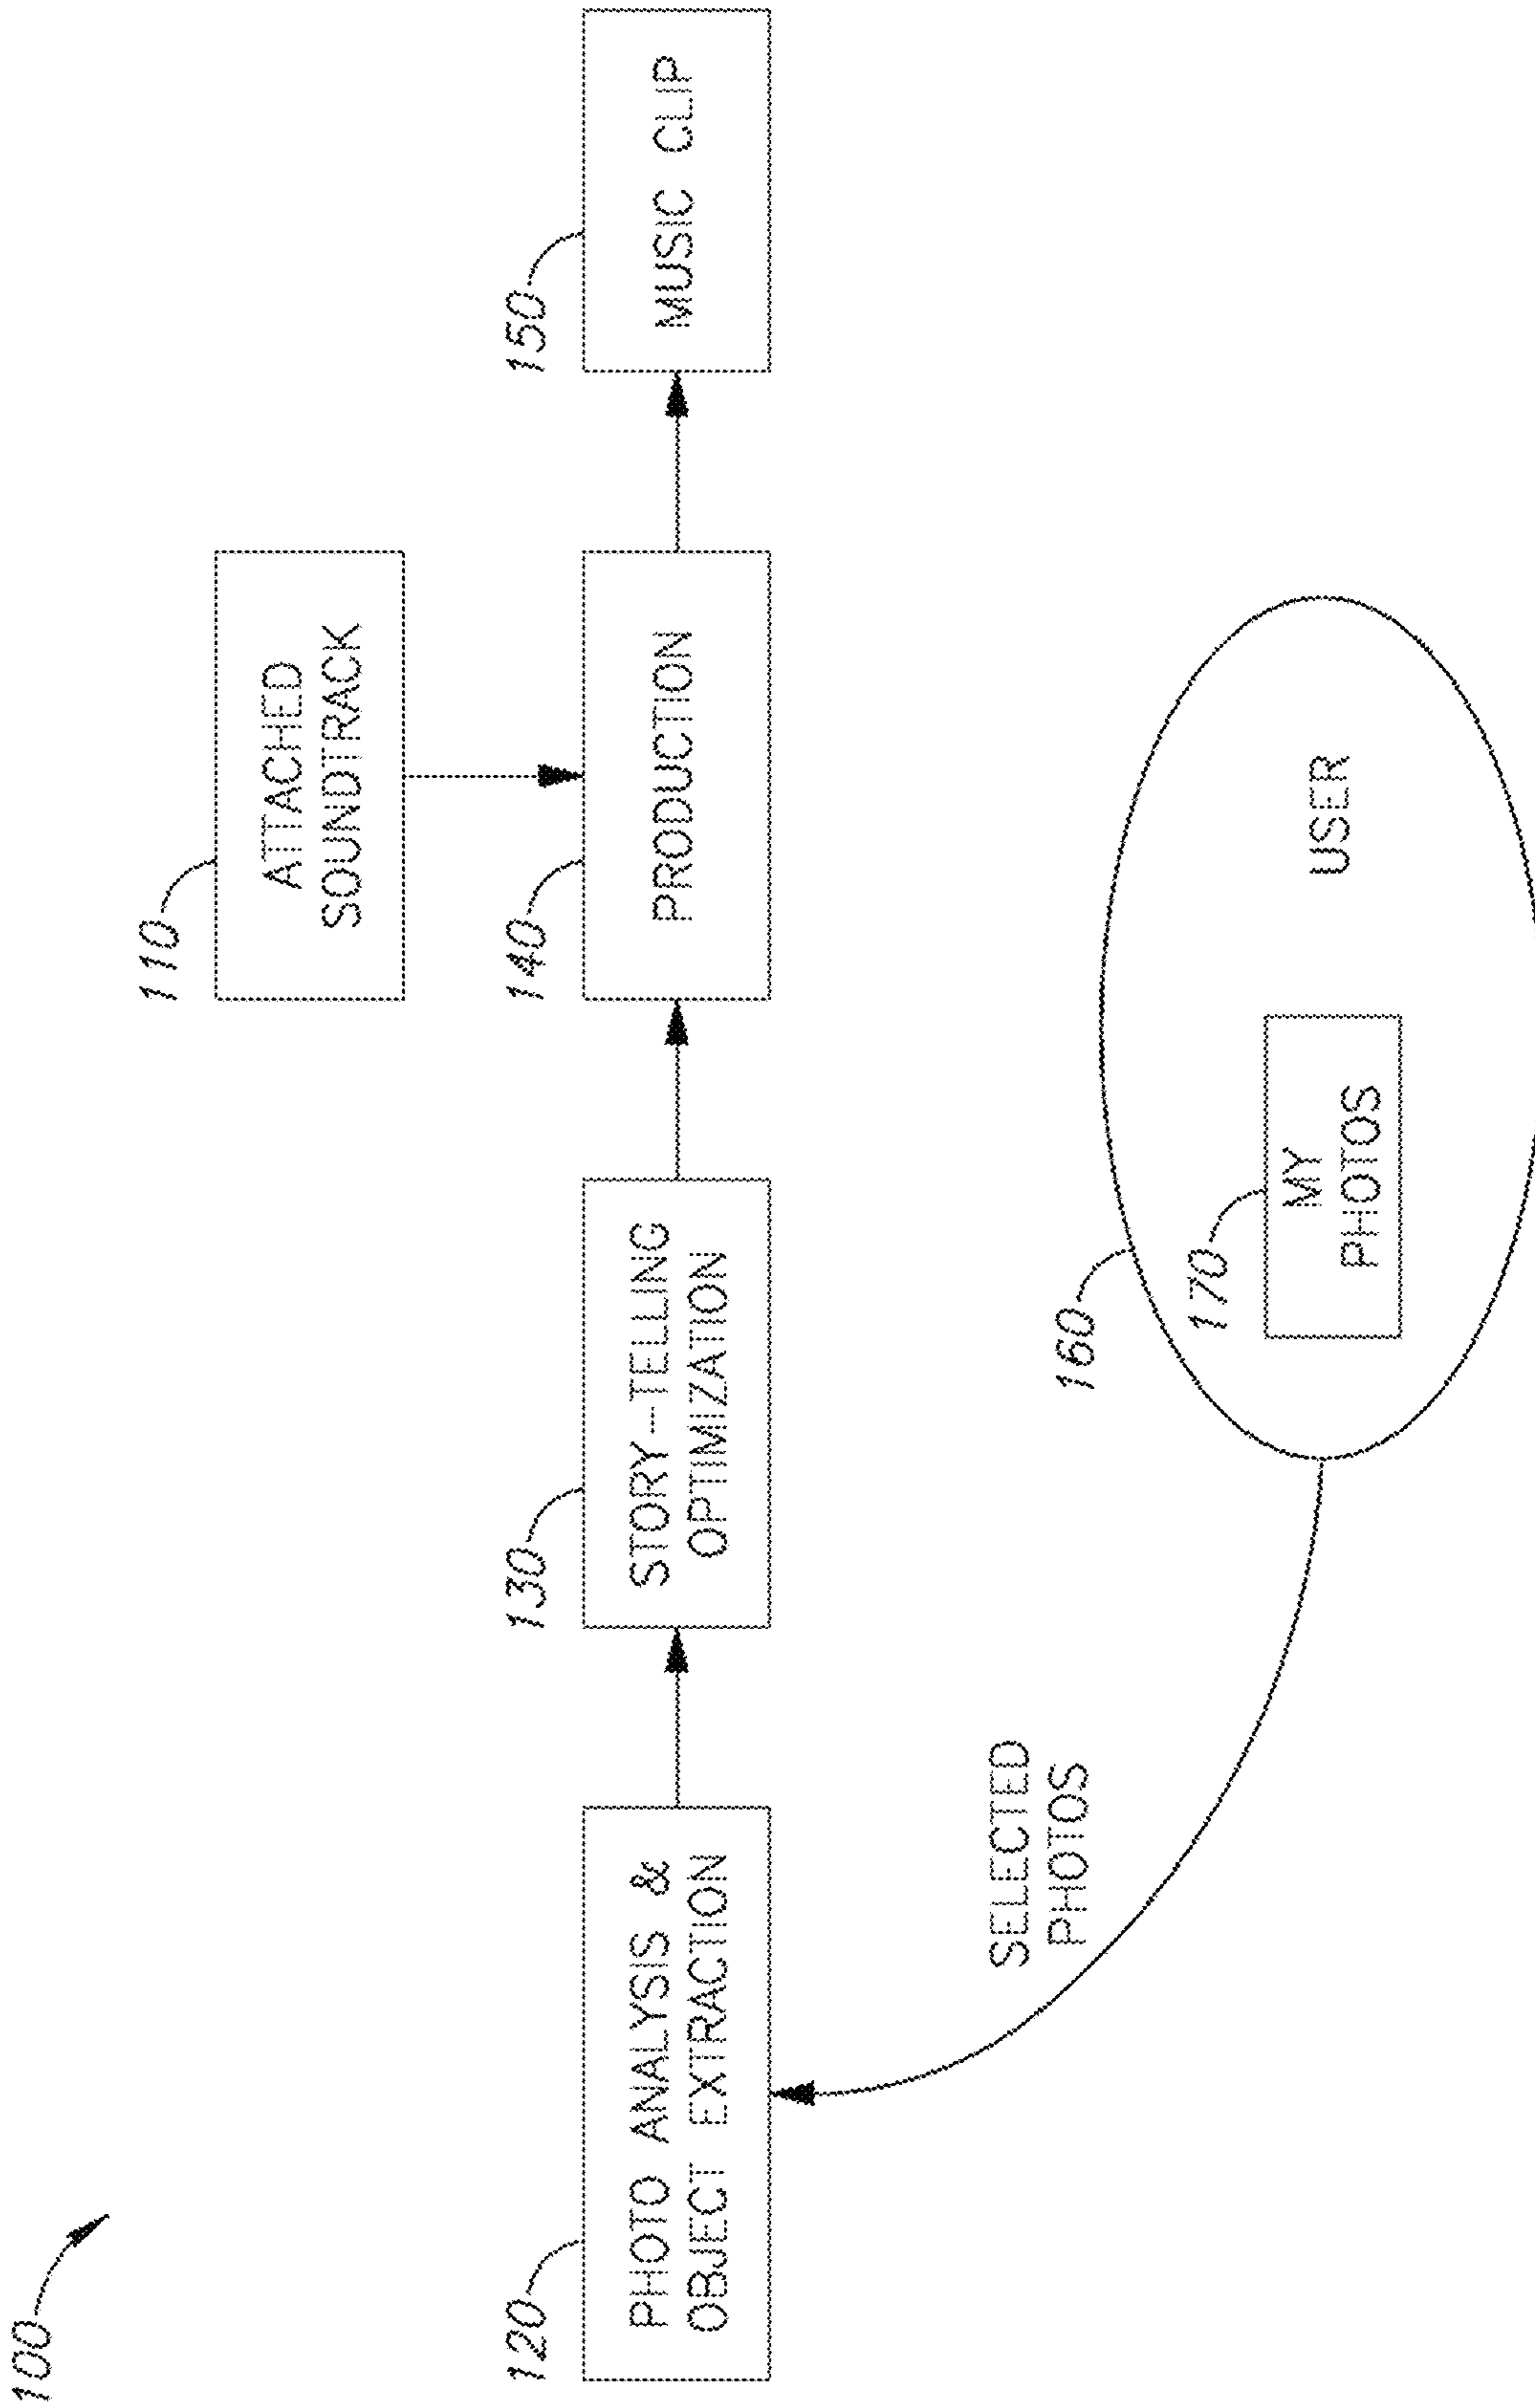 100
110
ATTACHED
SOUNDTRACK
120
PHOTO ANALYSIS &
OBJECT EXTRACTION
130
STORY-TELLING
OPTIMIZATION
140
PRODUCTION
150
MUSIC CLIP
SELECTED
PHOTOS
160
170
MY
PHOTOS
USER